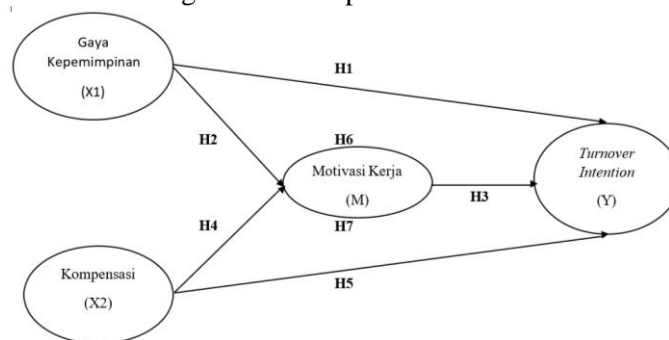 Gaya
Kepemimpinan
(X1)
H1
H2
H6
Motivasi Kerja
(M)
H3
Turnover
Intention
(Y)
H4
H7
Kompensasi
(X2)
H5